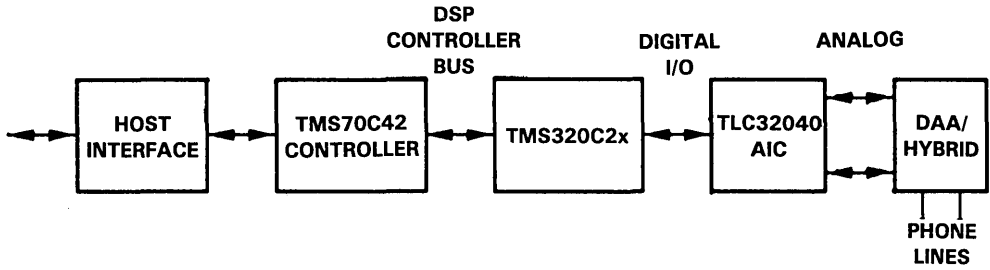 DSP
CONTROLLER
BUS
DIGITAL
I/O
ANALOG
HOST
INTERFACE
TMS70C42
CONTROLLER
TMS320C2x
TLC32040
AIC
DAA/
HYBRID
PHONE
LINES